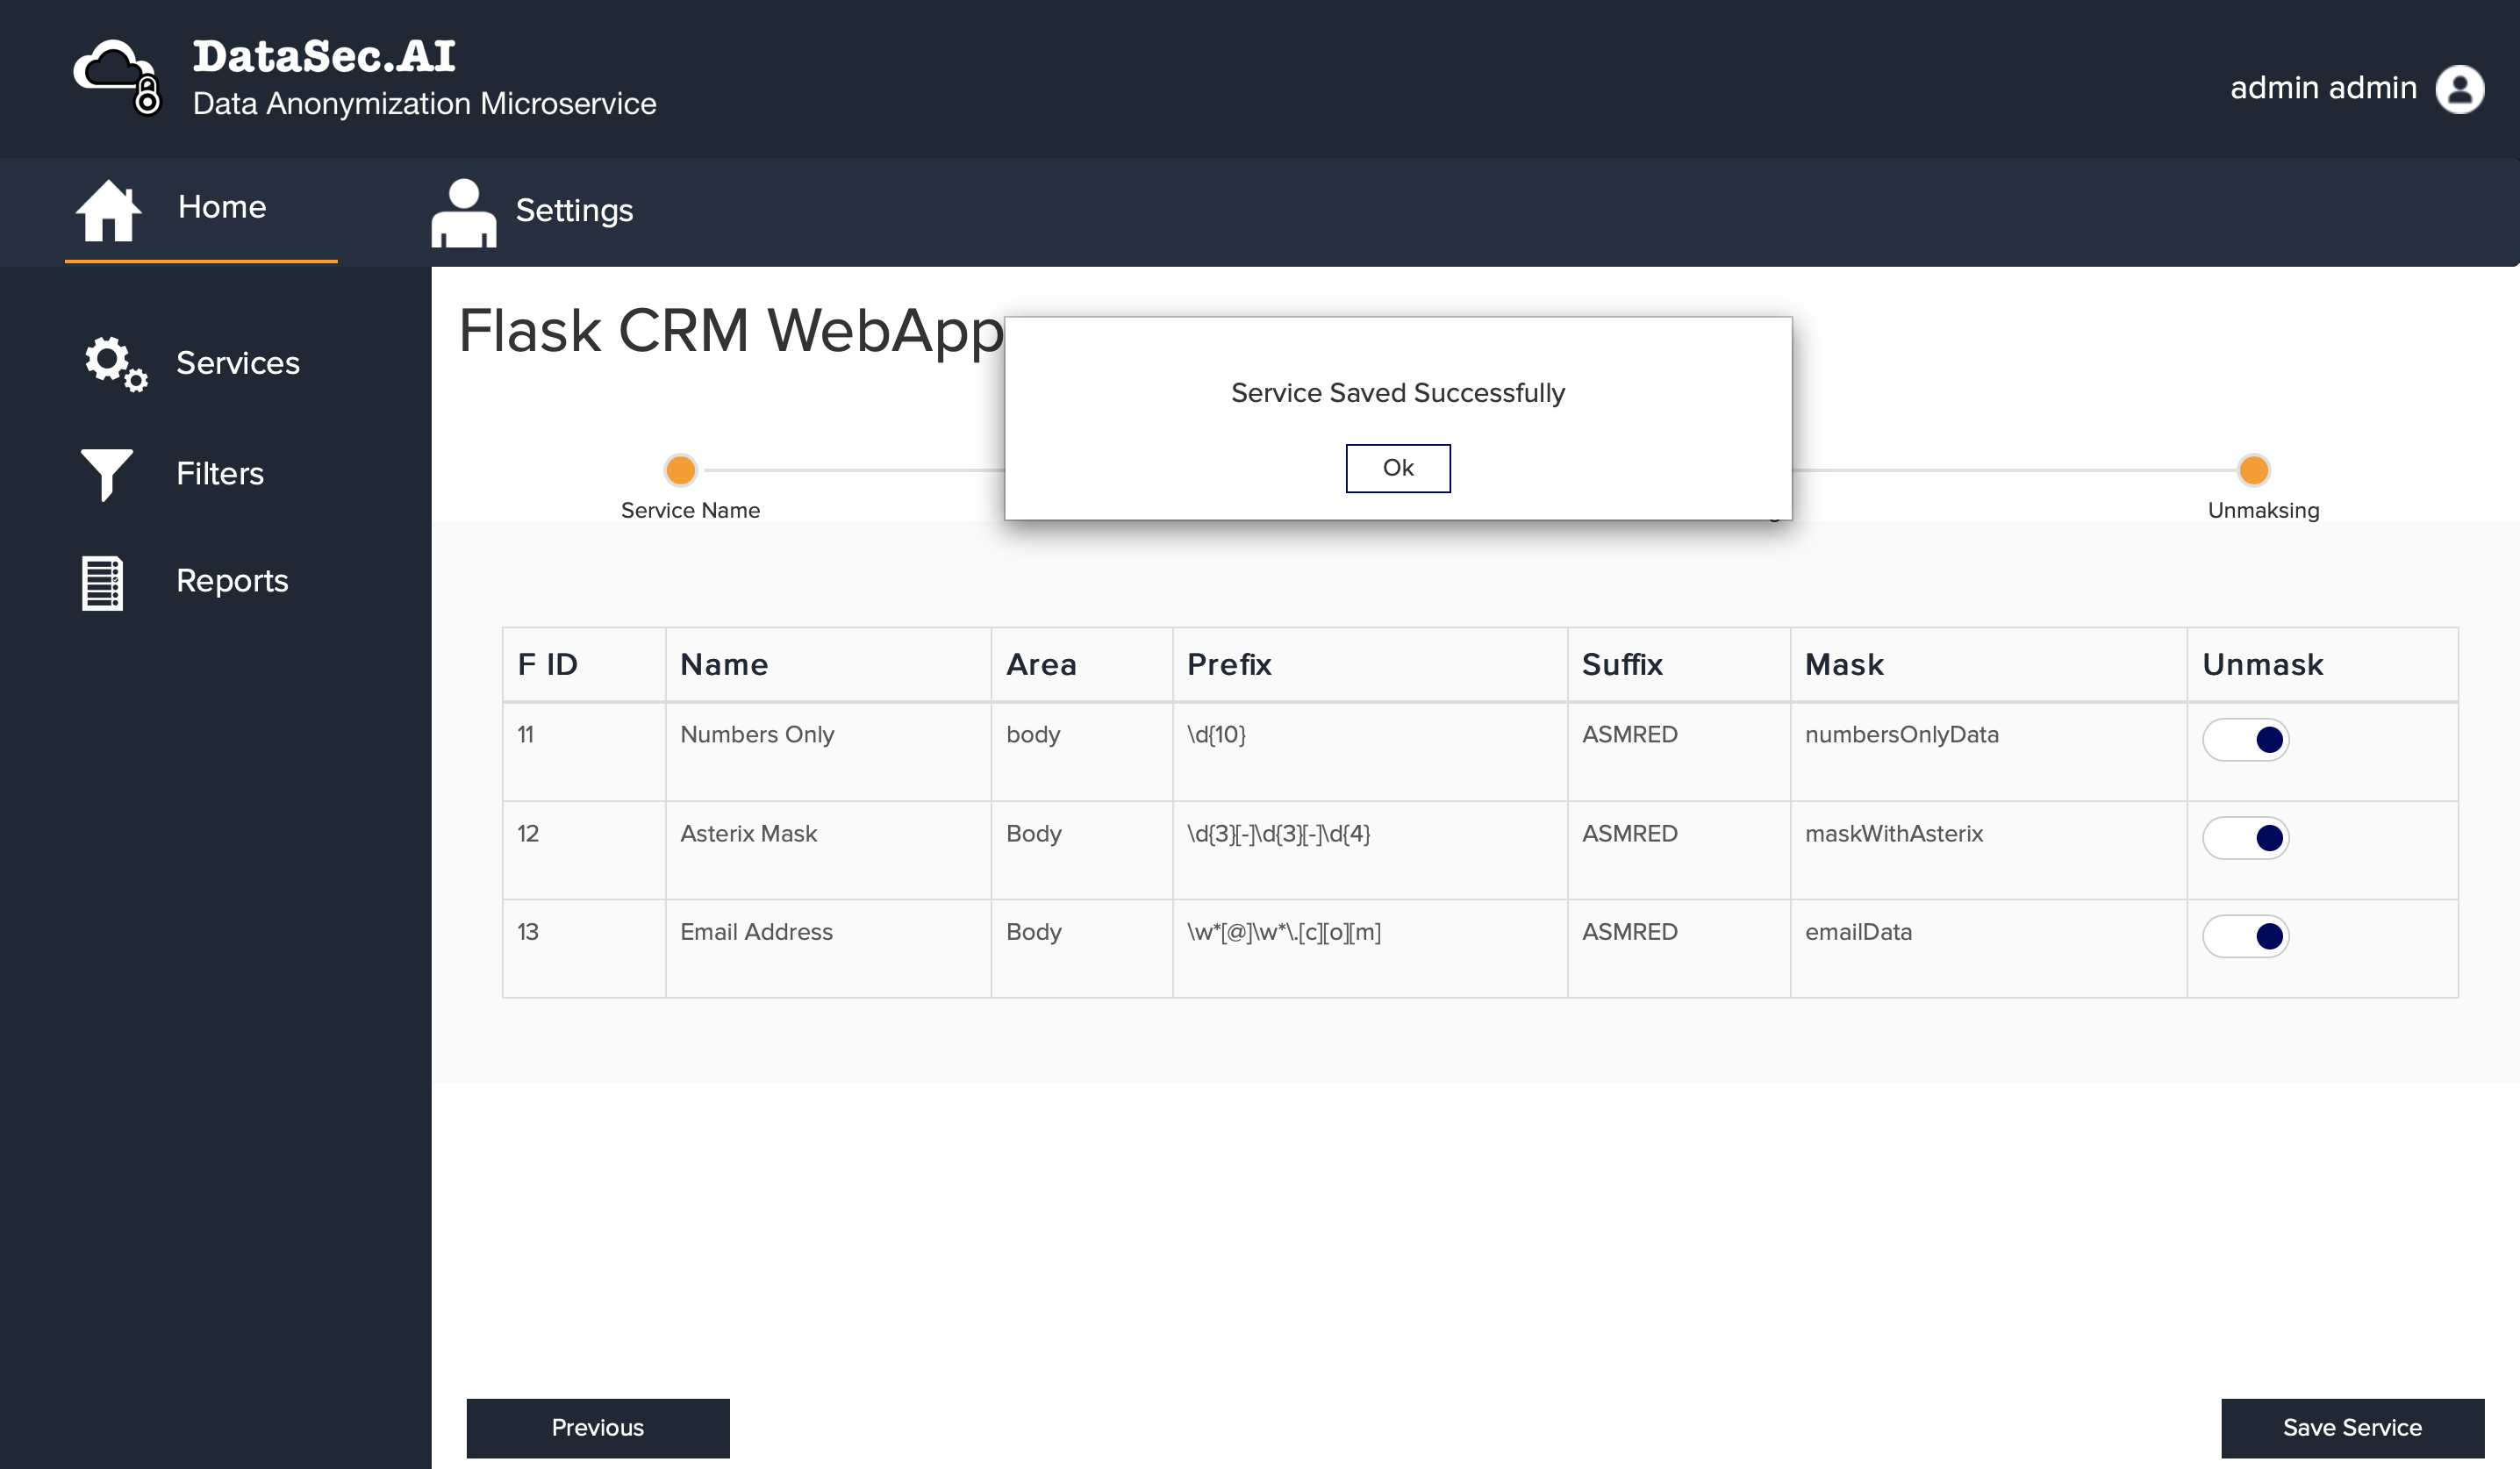 DataSec.AI
Data Anonymization Microservice
admin admin
Home
Settings
Services
Filters
Reports
Flask CRM WebApp
Service Saved Successfully
Ok
Service Name
Unmaksing
F ID Name Area Prefix Suffix Mask Unmask
11 Numbers Only body \d{10} ASMRED numbersOnlyData
12 Asterix Mask Body \d{3}[-]\d{3}[-]\d{4} ASMRED maskWithAsterix
13 Email Address Body \w*[@]\w*\.[c][o][m] ASMRED emailData
Previous
Save Service